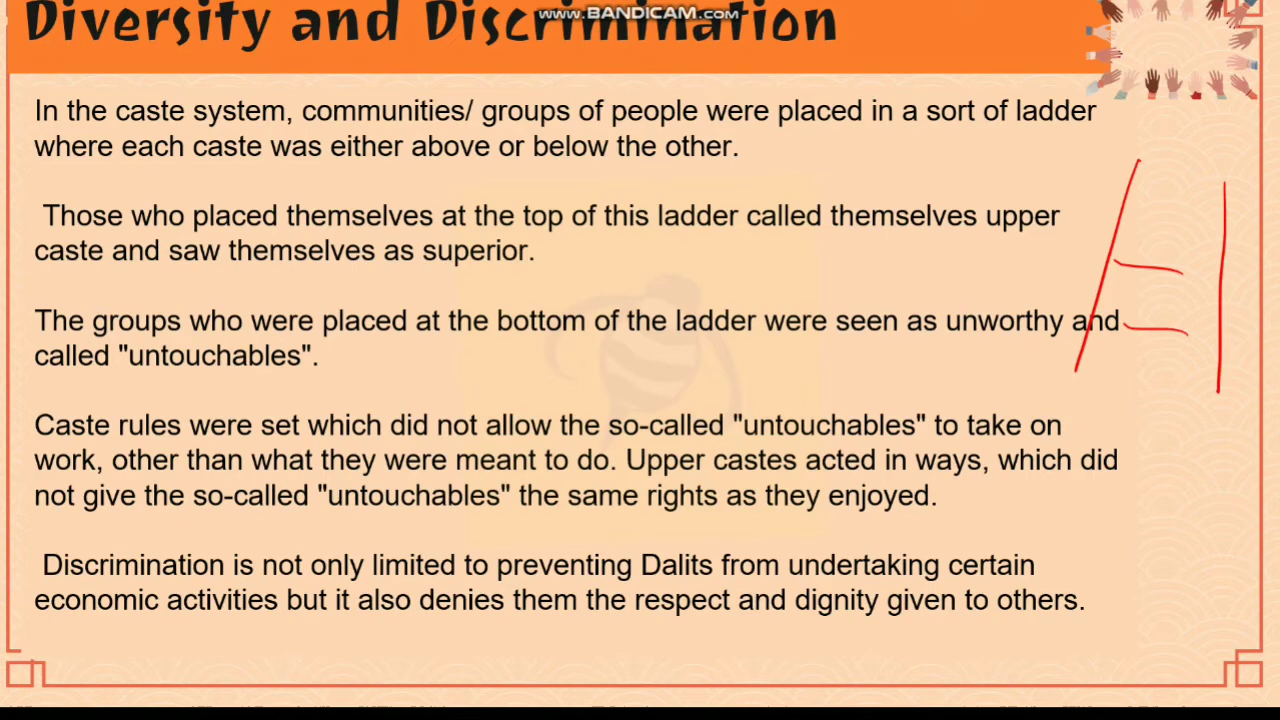 www.BANDICAM.com
Diversity and Discrimination
In the caste system, communities/ groups of people were placed in a sort of ladder
where each caste was either above or below the other.
Those who placed themselves at the top of this ladder called themselves upper
caste and saw themselves as superior.
The groups who were placed at the bottom of the ladder were seen as unworthy and
called "untouchables".
Caste rules were set which did not allow the so-called "untouchables" to take on
work, other than what they were meant to do. Upper castes acted in ways, which did
not give the so-called "untouchables" the same rights as they enjoyed.
Discrimination is not only limited to preventing Dalits from undertaking certain
economic activities but it also denies them the respect and dignity given to others.